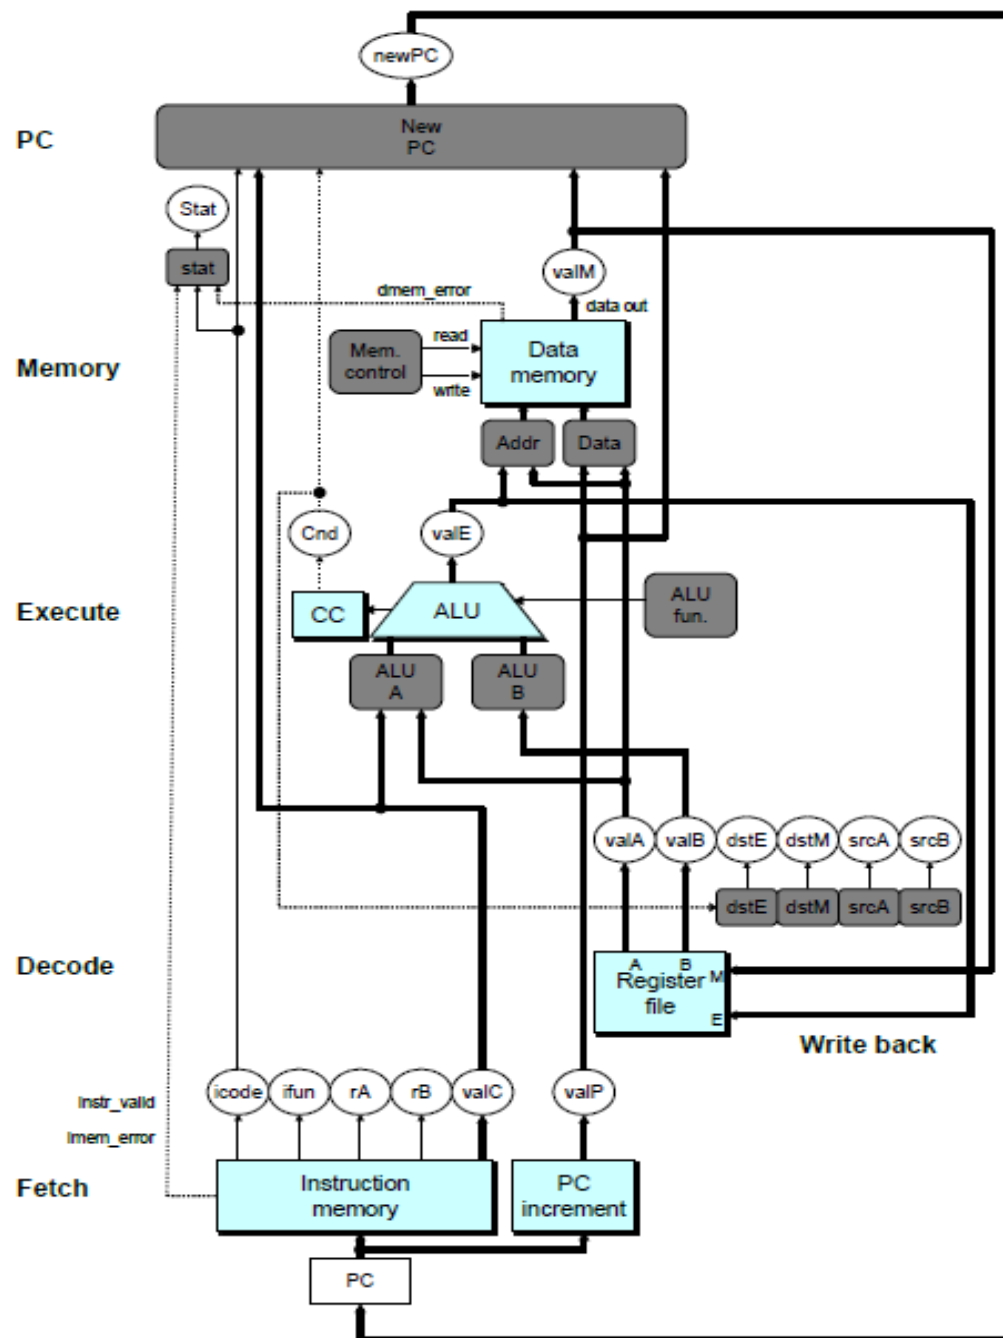 newPC
PC
New
PC
Stat
stat
valM
dmem_error
data out
read
Mem.
control
write
Data
memory
Memory
Addr
Data
Cnd
valE
Execute
CC
ALU
ALU
fun.
ALU
A
ALU
B
valA
valB
dstE
dstM
srcA
srcB
dstE
dstM
srcA
srcB
Decode
A
B
M
Register
file
E
Write back
icode
ifun
rA
rB
valC
valP
Instr_valid
Imem_error
Fetch
Instruction
memory
PC
increment
PC